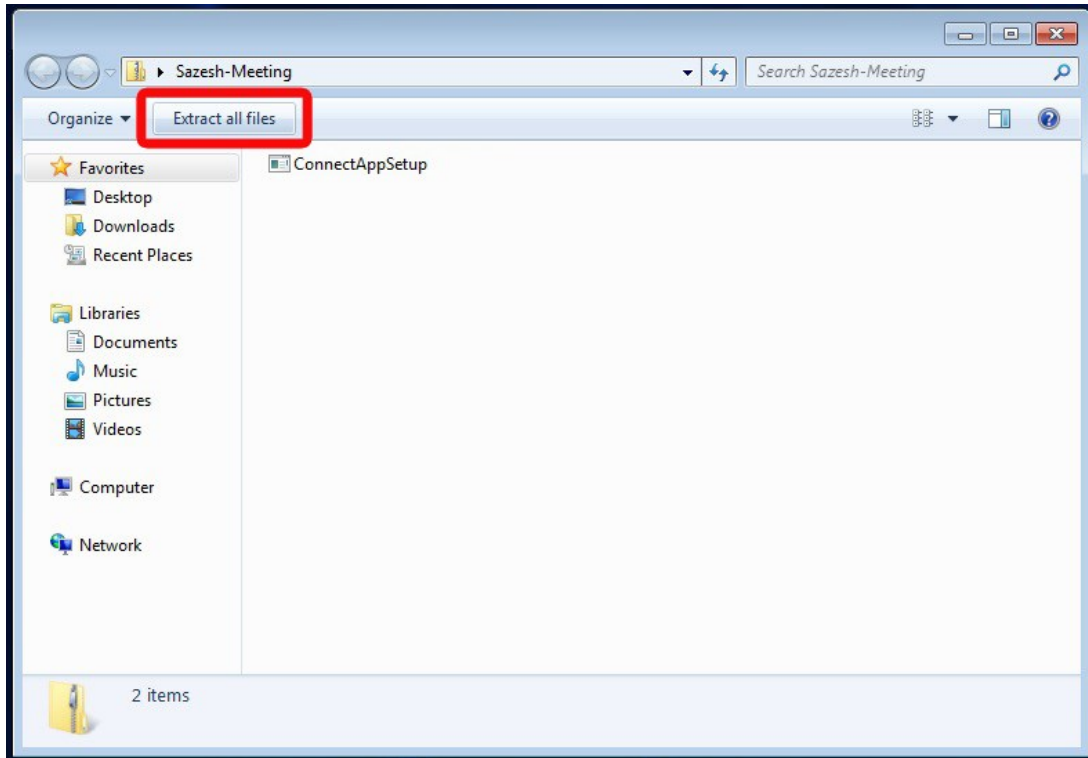 Sazesh-Meeting
Search Sazesh-Meeting
Organize
Extract all files
Favorites
Desktop
Downloads
Recent Places
Libraries
Documents
Music
Pictures
Videos
Computer
Network
ConnectAppSetup
2 items